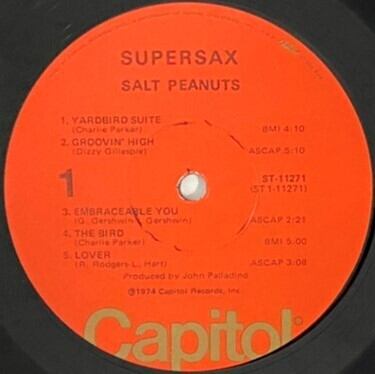 SUPERSAX
SALT PEANUTS
1. YARDBIRD SUITE
(Charlie Parker) BMI 4:10
2. GROOVIN' HIGH
(Dizzy Gillespie) ASCAP 5:10
1 ST-11271
(ST1-11271)
3. EMBRACEABLE YOU
(G. Gershwin-I. Gershwin) ASCAP 2:21
4. THE BIRD
(Charlie Parker) BMI 5:00
5. LOVER
(R. Rodgers-L. Hart) ASCAP 3:08
Produced by John Palladino
℗1974 Capitol Records, Inc.
Capitol